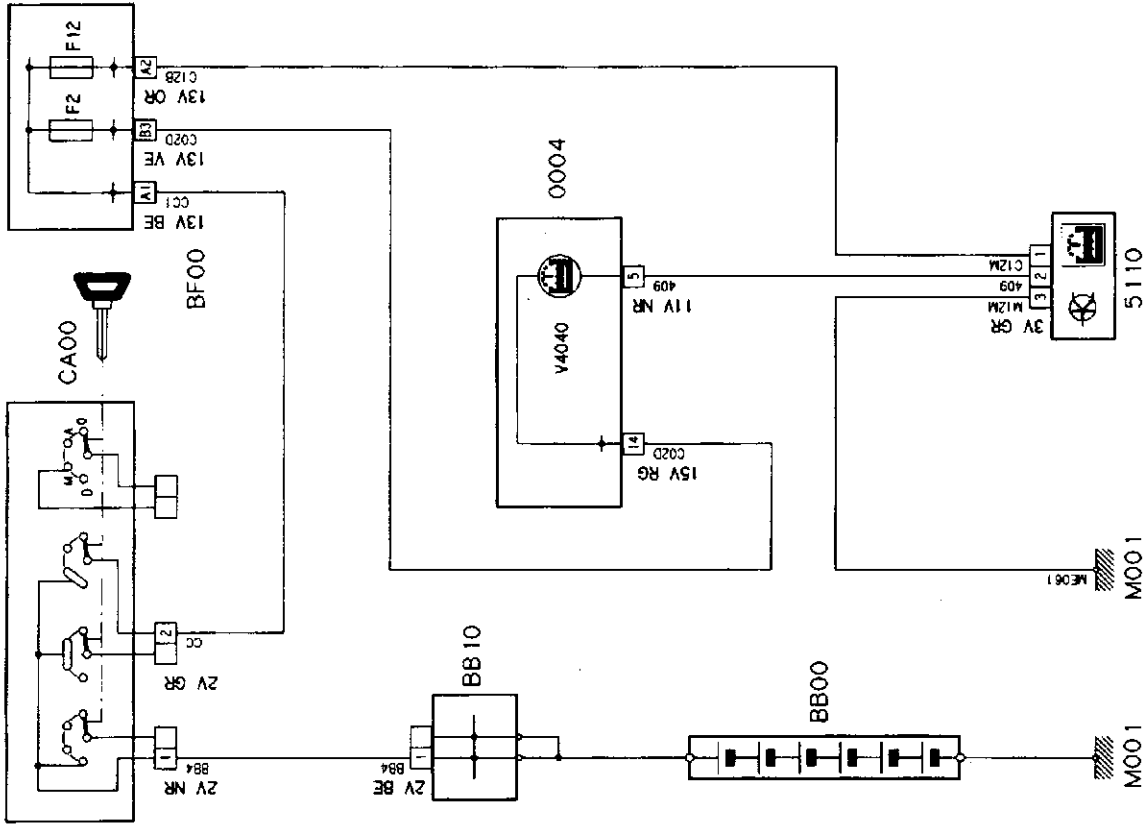 CA00
M
A
D
O
1
BB4
2V NR
2
CC
2V GR
F2
F12
A1
CC1
13V BE
B3
C02D
13V VE
A2
C12B
13V OR
BF00
0004
V4040
14
C02D
15V RG
5
409
11V NR
BB10
1
BB4
2V BE
BB00
M001
ME061
M001
3
2
1
M12M
409
C12M
3V GR
5110